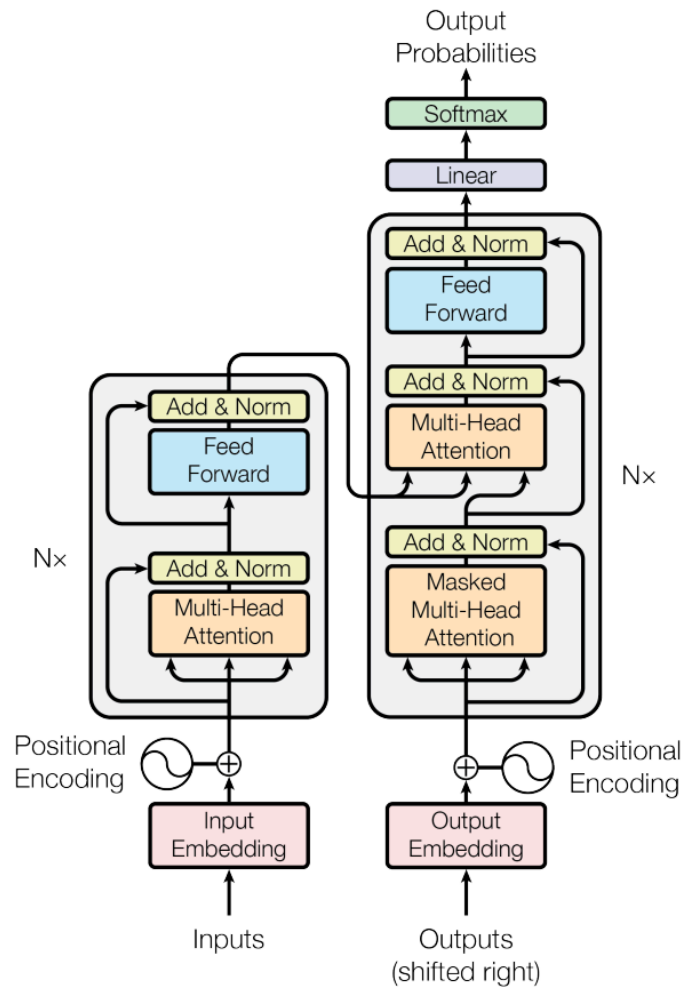 Output
Probabilities
Softmax
Linear
Add & Norm
Feed
Forward
Add & Norm
Multi-Head
Attention
Add & Norm
Masked
Multi-Head
Attention
Nx
Add & Norm
Feed
Forward
Add & Norm
Multi-Head
Attention
Nx
Positional
Encoding
Positional
Encoding
Input
Embedding
Output
Embedding
Inputs
Outputs
(shifted right)